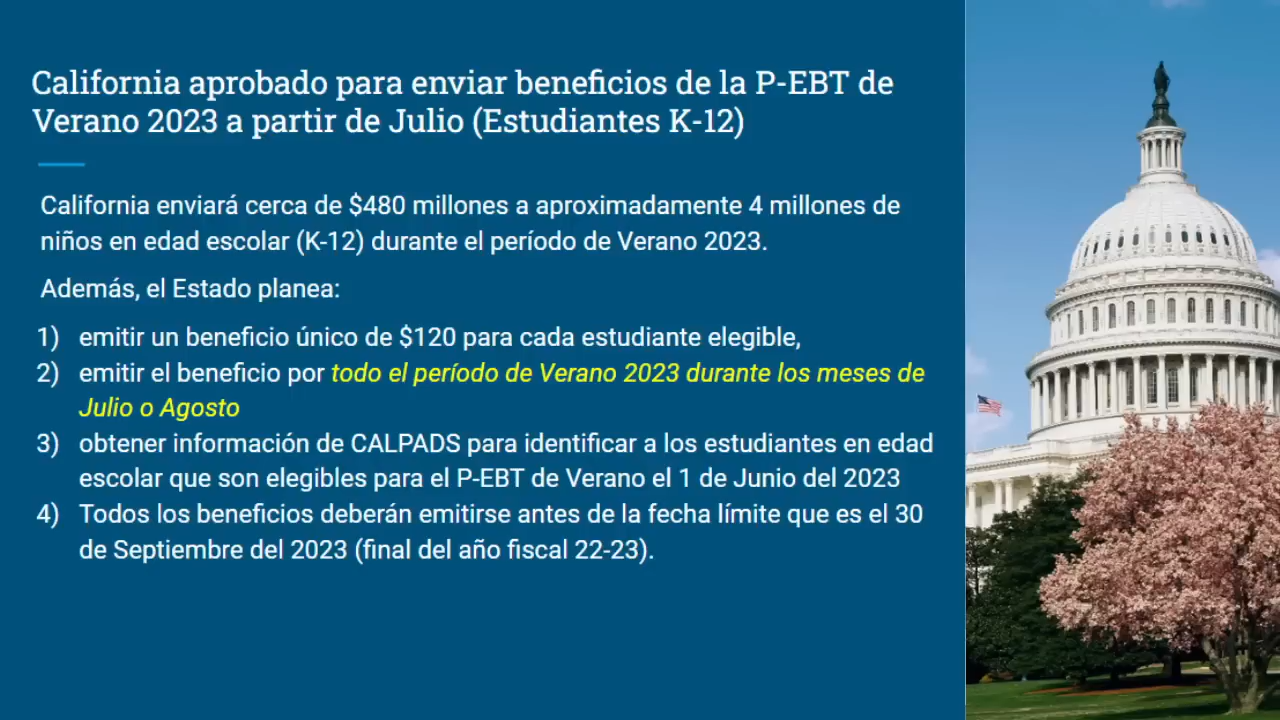 California aprobado para enviar beneficios de la P-EBT de
Verano 2023 a partir de Julio (Estudiantes K-12)
California enviará cerca de $480 millones a aproximadamente 4 millones de
niños en edad escolar (K-12) durante el período de Verano 2023.
Además, el Estado planea:
1) emitir un beneficio único de $120 para cada estudiante elegible,
2) emitir el beneficio por todo el período de Verano 2023 durante los meses de
Julio o Agosto
3) obtener información de CALPADS para identificar a los estudiantes en edad
escolar que son elegibles para el P-EBT de Verano el 1 de Junio del 2023
4) Todos los beneficios deberán emitirse antes de la fecha límite que es el 30
de Septiembre del 2023 (final del año fiscal 22-23).